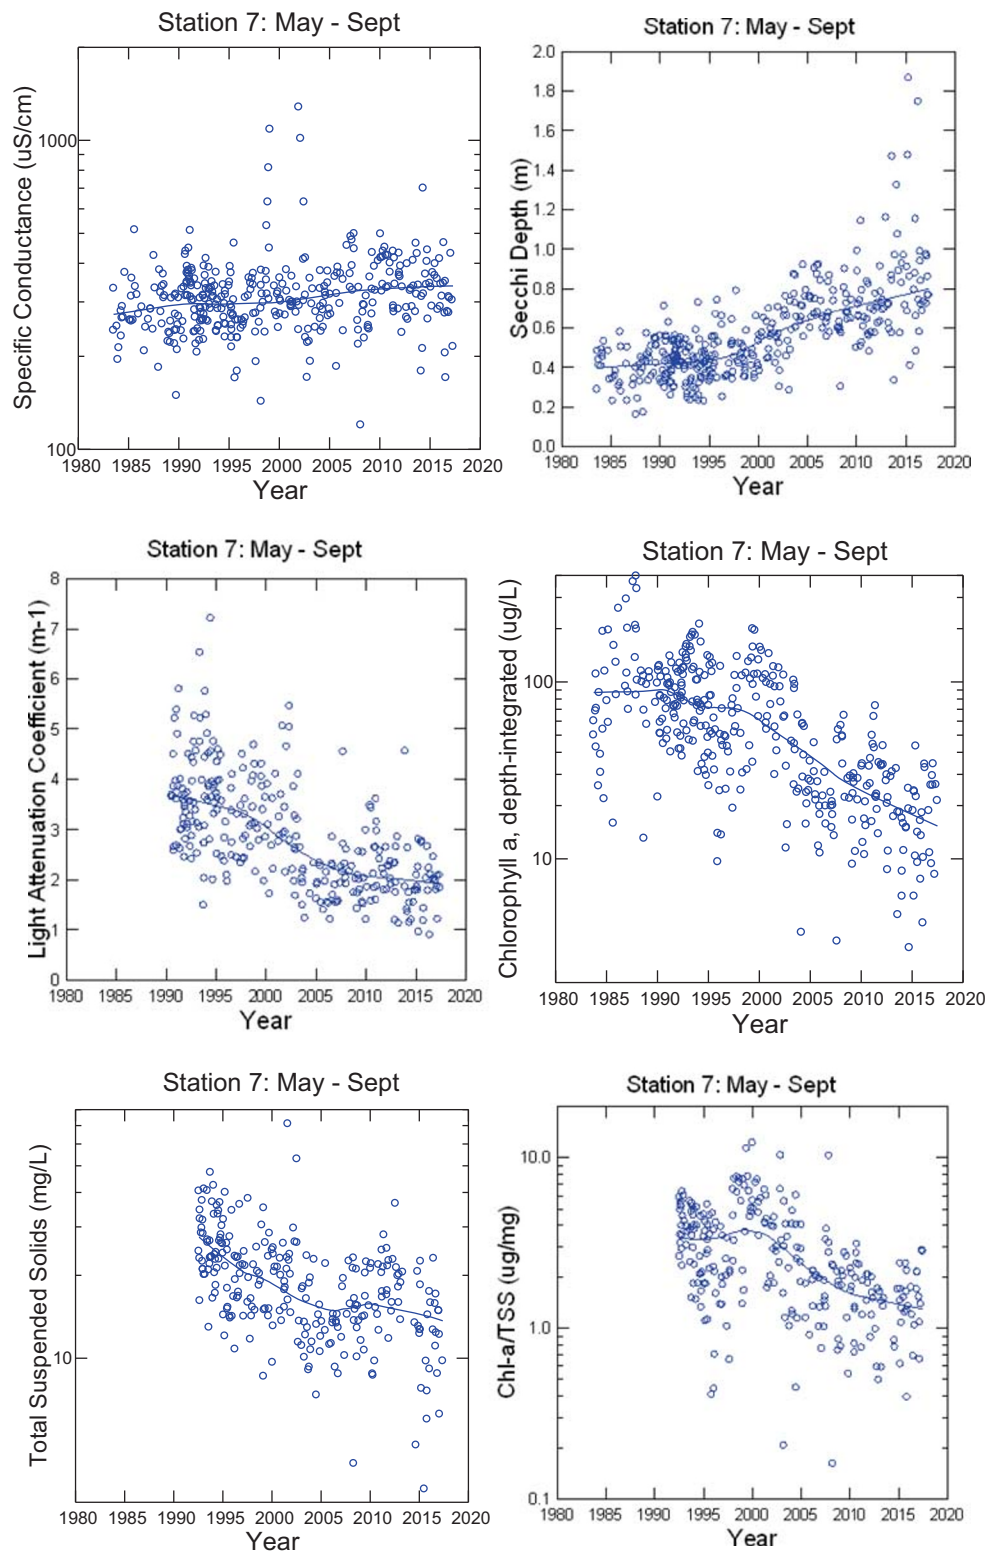 Station 7: May - Sept
Specific Conductance (uS/cm)
1000
100
1980 1985 1990 1995 2000 2005 2010 2015 2020
Year
Station 7: May - Sept
Secchi Depth (m)
2.0
1.8
1.6
1.4
1.2
1.0
0.8
0.6
0.4
0.2
0.0
1980 1985 1990 1995 2000 2005 2010 2015 2020
Year
Station 7: May - Sept
Light Attenuation Coefficient (m-1)
8
7
6
5
4
3
2
1
0
1980 1985 1990 1995 2000 2005 2010 2015 2020
Year
Station 7: May - Sept
Chlorophyll a, depth-integrated (ug/L)
100
10
1980 1985 1990 1995 2000 2005 2010 2015 2020
Year
Station 7: May - Sept
Total Suspended Solids (mg/L)
10
1980 1985 1990 1995 2000 2005 2010 2015 2020
Year
Station 7: May - Sept
Chl-a/TSS (ug/mg)
10.0
1.0
0.1
1980 1985 1990 1995 2000 2005 2010 2015 2020
Year